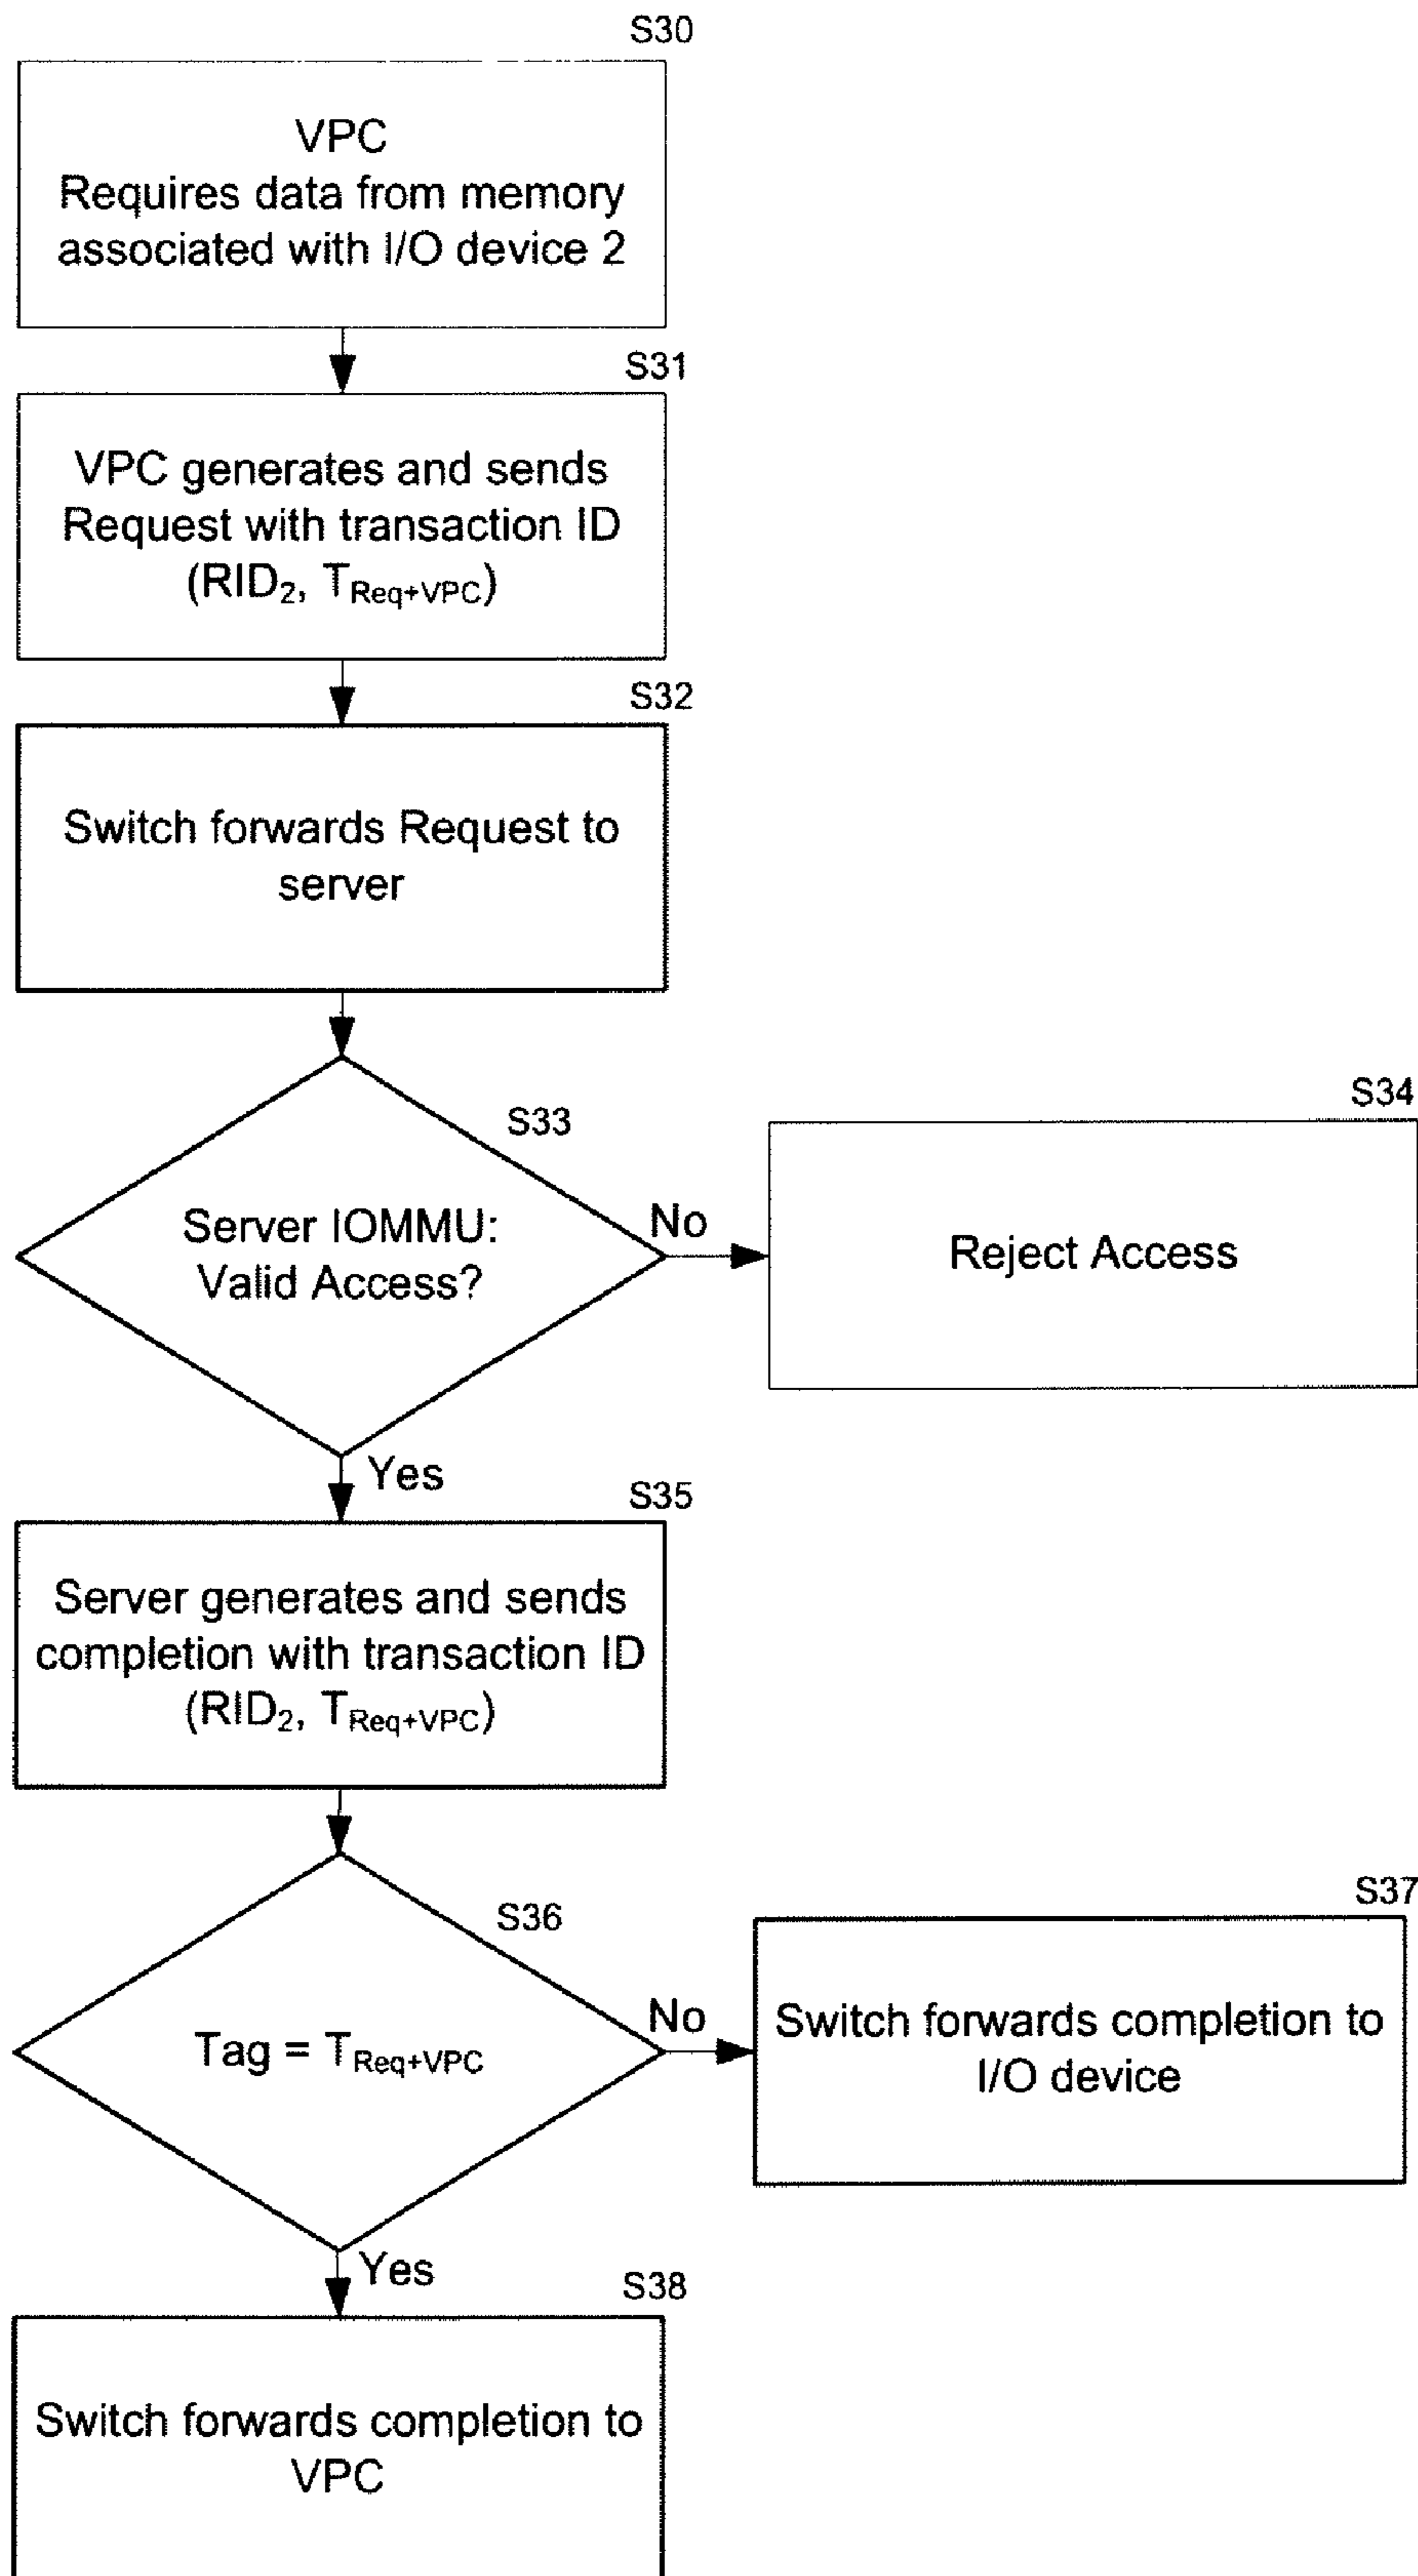 S30
VPC
Requires data from memory
associated with I/O device 2
S31
VPC generates and sends
Request with transaction ID
(RID₂, T_Req+VPC)
S32
Switch forwards Request to
server
S33
Server IOMMU:
Valid Access?
No
S34
Reject Access
Yes
S35
Server generates and sends
completion with transaction ID
(RID₂, T_Req+VPC)
S36
Tag = T_Req+VPC
No
S37
Switch forwards completion to
I/O device
Yes
S38
Switch forwards completion to
VPC